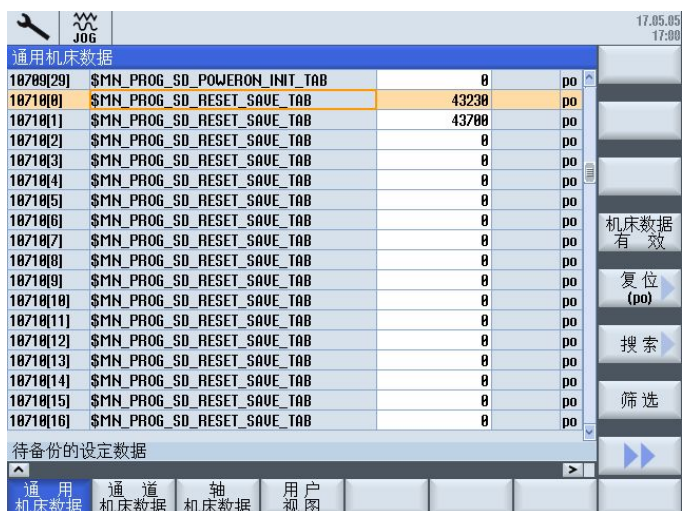 17.05.05
JOG
17:00
通用机床数据
10709[29] $MN_PROG_SD_POWERON_INIT_TAB 0 po
10710[0] $MN_PROG_SD_RESET_SAVE_TAB 43230 po
10710[1] $MN_PROG_SD_RESET_SAVE_TAB 43700 po
10710[2] $MN_PROG_SD_RESET_SAVE_TAB 0 po
10710[3] $MN_PROG_SD_RESET_SAVE_TAB 0 po
10710[4] $MN_PROG_SD_RESET_SAVE_TAB 0 po
10710[5] $MN_PROG_SD_RESET_SAVE_TAB 0 po
10710[6] $MN_PROG_SD_RESET_SAVE_TAB 0 po
10710[7] $MN_PROG_SD_RESET_SAVE_TAB 0 po
10710[8] $MN_PROG_SD_RESET_SAVE_TAB 0 po
10710[9] $MN_PROG_SD_RESET_SAVE_TAB 0 po
10710[10] $MN_PROG_SD_RESET_SAVE_TAB 0 po
10710[11] $MN_PROG_SD_RESET_SAVE_TAB 0 po
10710[12] $MN_PROG_SD_RESET_SAVE_TAB 0 po
10710[13] $MN_PROG_SD_RESET_SAVE_TAB 0 po
10710[14] $MN_PROG_SD_RESET_SAVE_TAB 0 po
10710[15] $MN_PROG_SD_RESET_SAVE_TAB 0 po
10710[16] $MN_PROG_SD_RESET_SAVE_TAB 0 po
待备份的设定数据
机床数据
有 效
复位
(po)
搜索
筛选
通 用
机床数据
通 道
机床数据
轴
机床数据
用户
视图